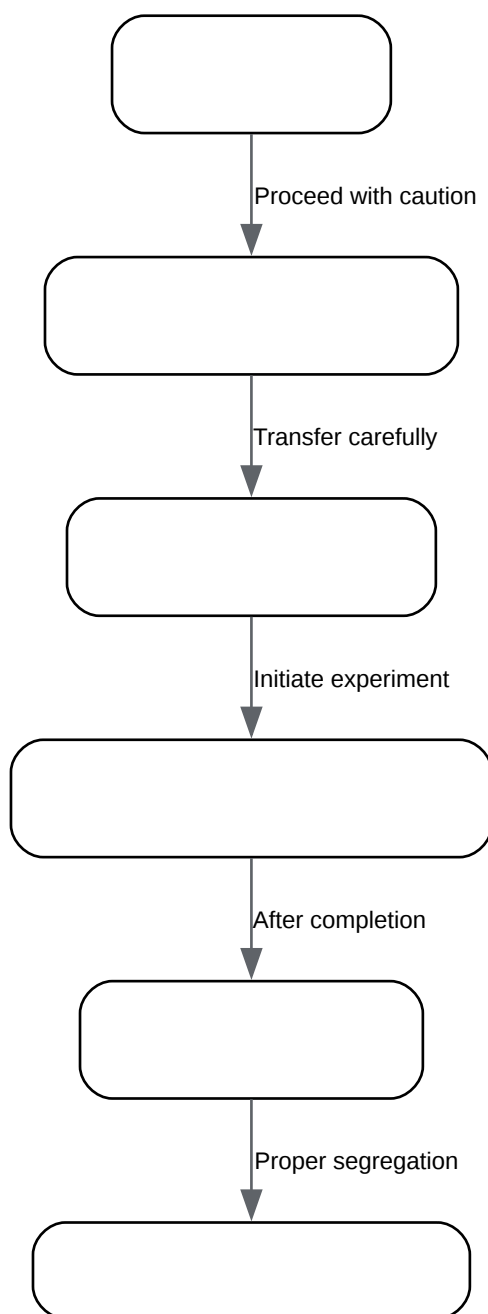 Proceed with caution
Transfer carefully
Initiate experiment
After completion
Proper segregation